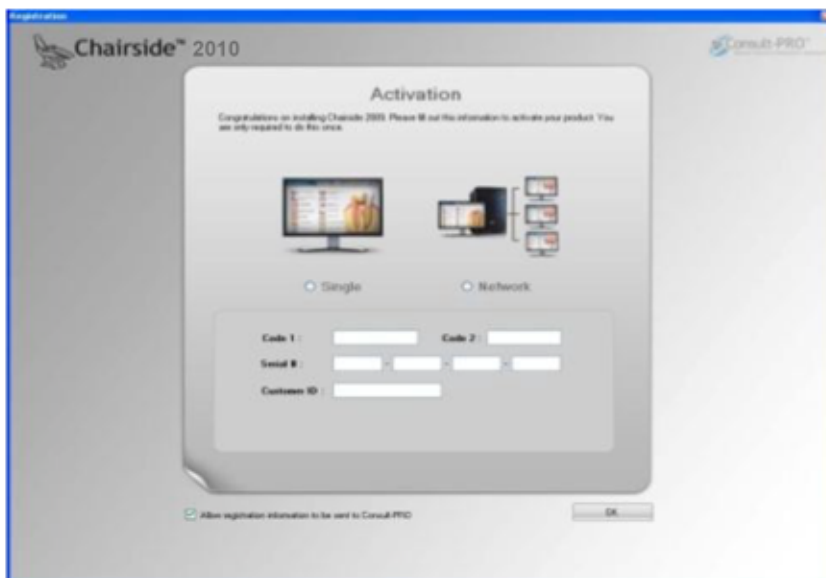 Registration
Chairside™ 2010
Consult-PRO™
Activation
Congratulations on installing Chairside 2009. Please fill out this information to activate your product. You
are only required to do this once.
Single
Network
Code 1 :
Code 2 :
Serial # :
- - -
Customer ID :
Allow registration information to be sent to Consult-PRO
OK